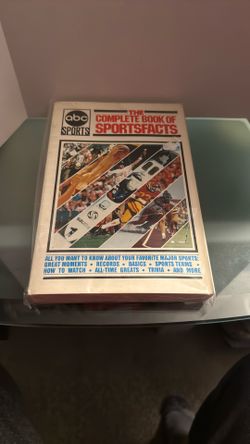 abc
SPORTS
THE
COMPLETE BOOK OF
SPORTSFACTS
ALL YOU WANT TO KNOW ABOUT YOUR FAVORITE MAJOR SPORTS:
GREAT MOMENTS • RECORDS • BASICS • SPORTS TERMS •
HOW TO WATCH • ALL-TIME GREATS • TRIVIA • AND MORE